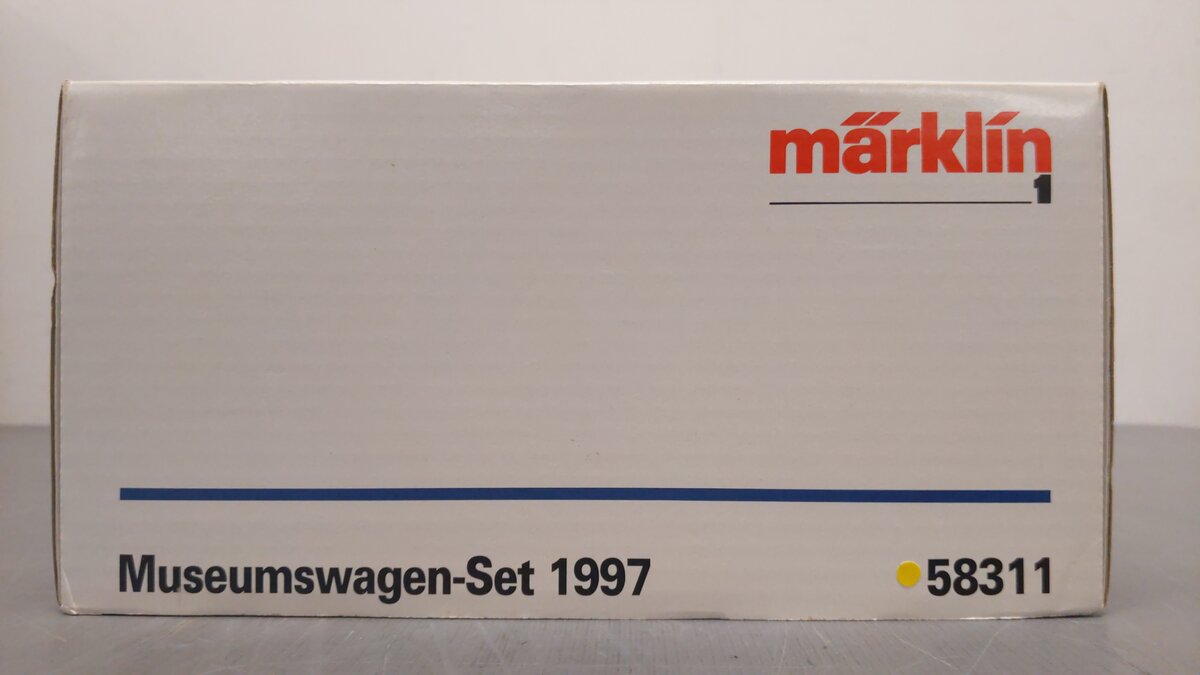 märklin
1
Museumswagen-Set 1997
58311